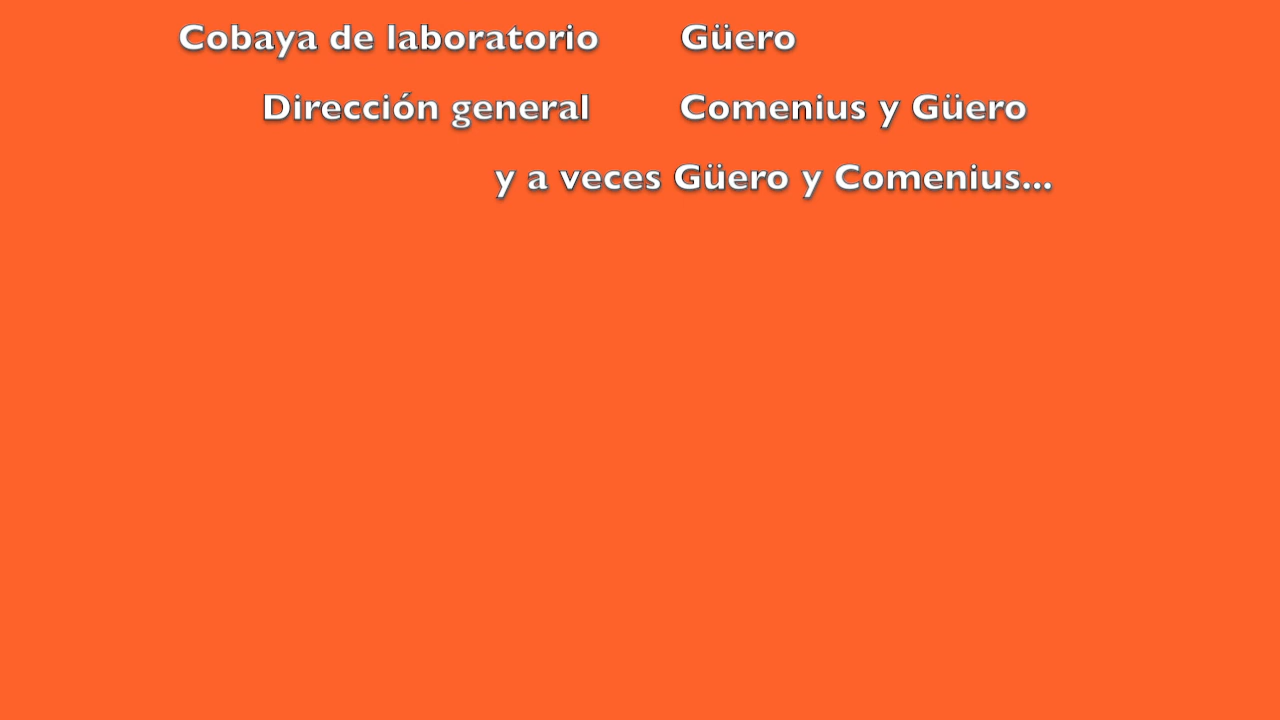 Cobaya de laboratorio Güero
Dirección general Comenius y Güero
y a veces Güero y Comenius...